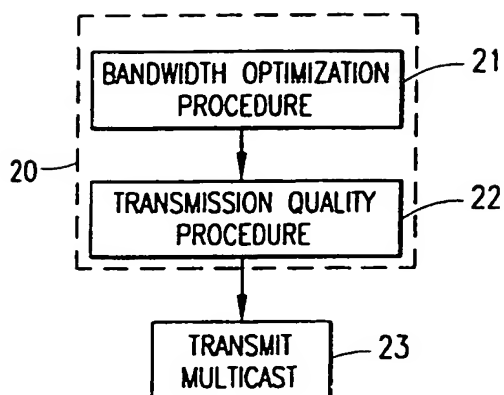 BANDWIDTH OPTIMIZATION
PROCEDURE
21
20
TRANSMISSION QUALITY
PROCEDURE
22
TRANSMIT
MULTICAST
23